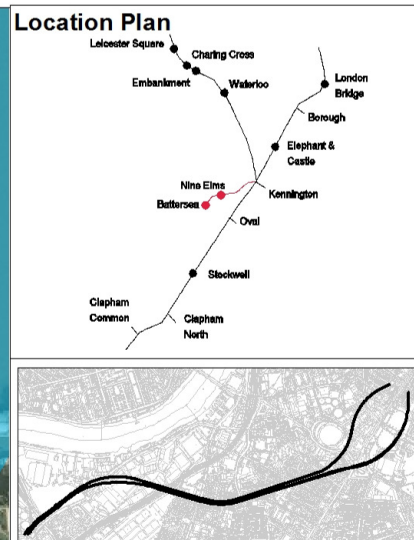 Location Plan
Leicester Square
Charing Cross
Embankment
Waterloo
London
Bridge
Borough
Elephant &
Castle
Nine Elms
Kennington
Battersea
Oval
Stockwell
Clapham
Common
Clapham
North